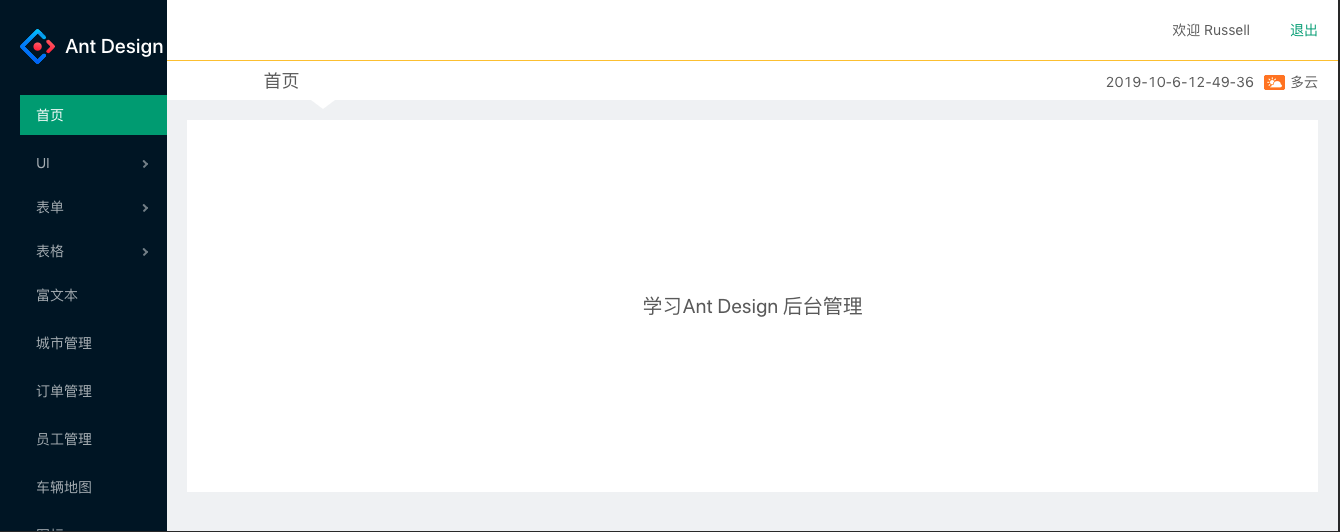 Ant Design
欢迎 Russell 退出
首页
2019-10-6-12-49-36 多云
首页
UI
表单
表格
富文本
城市管理
订单管理
员工管理
车辆地图
学习Ant Design 后台管理